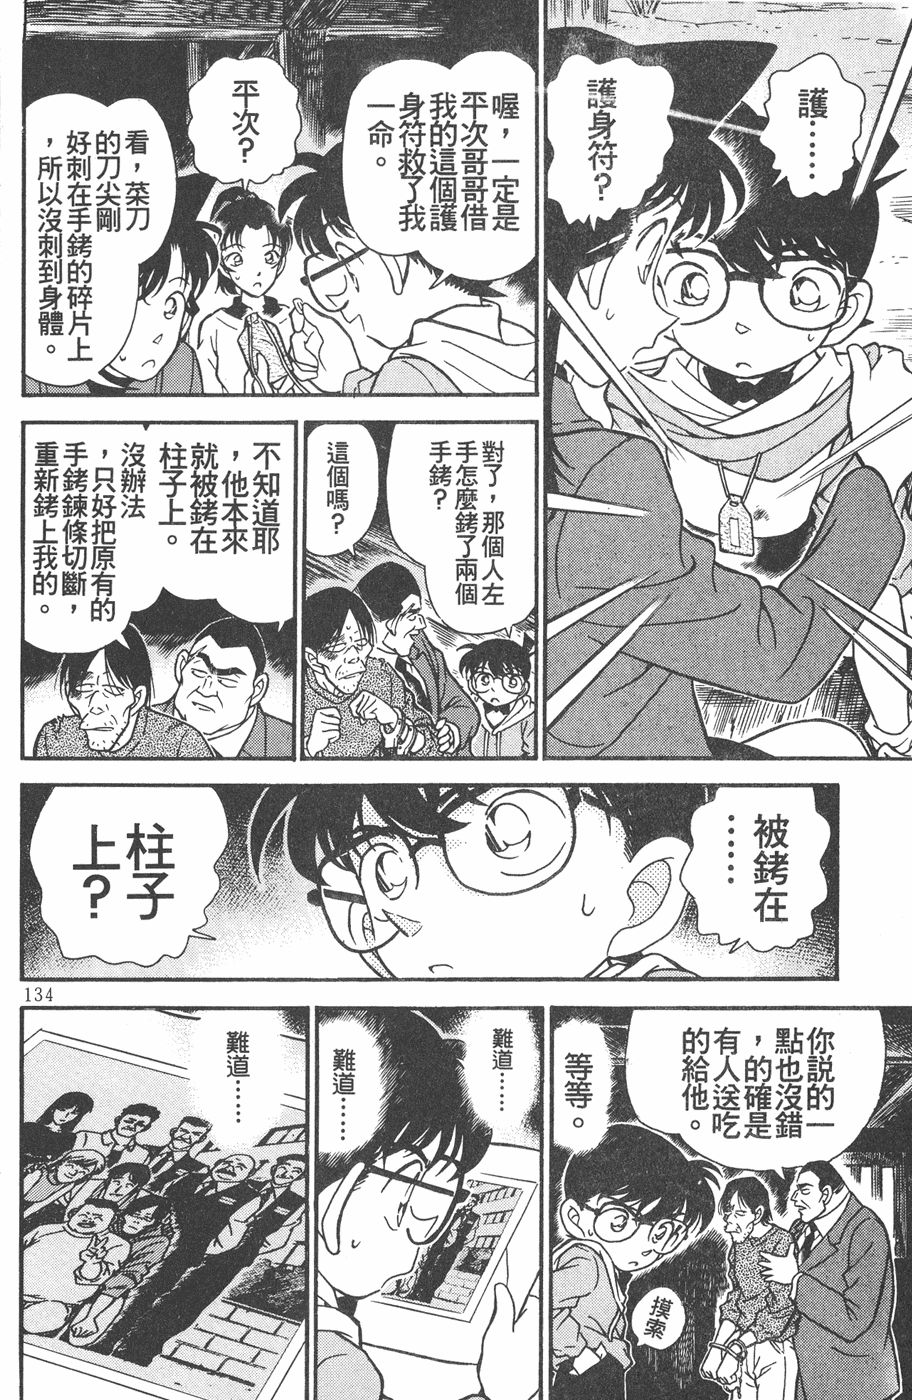 護⋯⋯
護身符?
喔，一定是
平次哥哥借
我的這個護
身符救了我
一命。
平次?
看，菜刀
的刀尖剛
好刺在手銬的碎片上
，所以沒刺到身體。
對了，那個人左
手怎麼銬了兩個
手銬?
這個嗎?
不知道耶
，他本來
就被銬在
柱子上。
沒辦法
，只好把原有的
手銬鍊條切斷，
重新銬上我的。
被銬在
⋯⋯
柱子
上?
134
你說的一
點也沒錯
，的確是
有人送吃
的給他。
等等。
摸索
難道⋯⋯
難道⋯⋯
難道⋯⋯